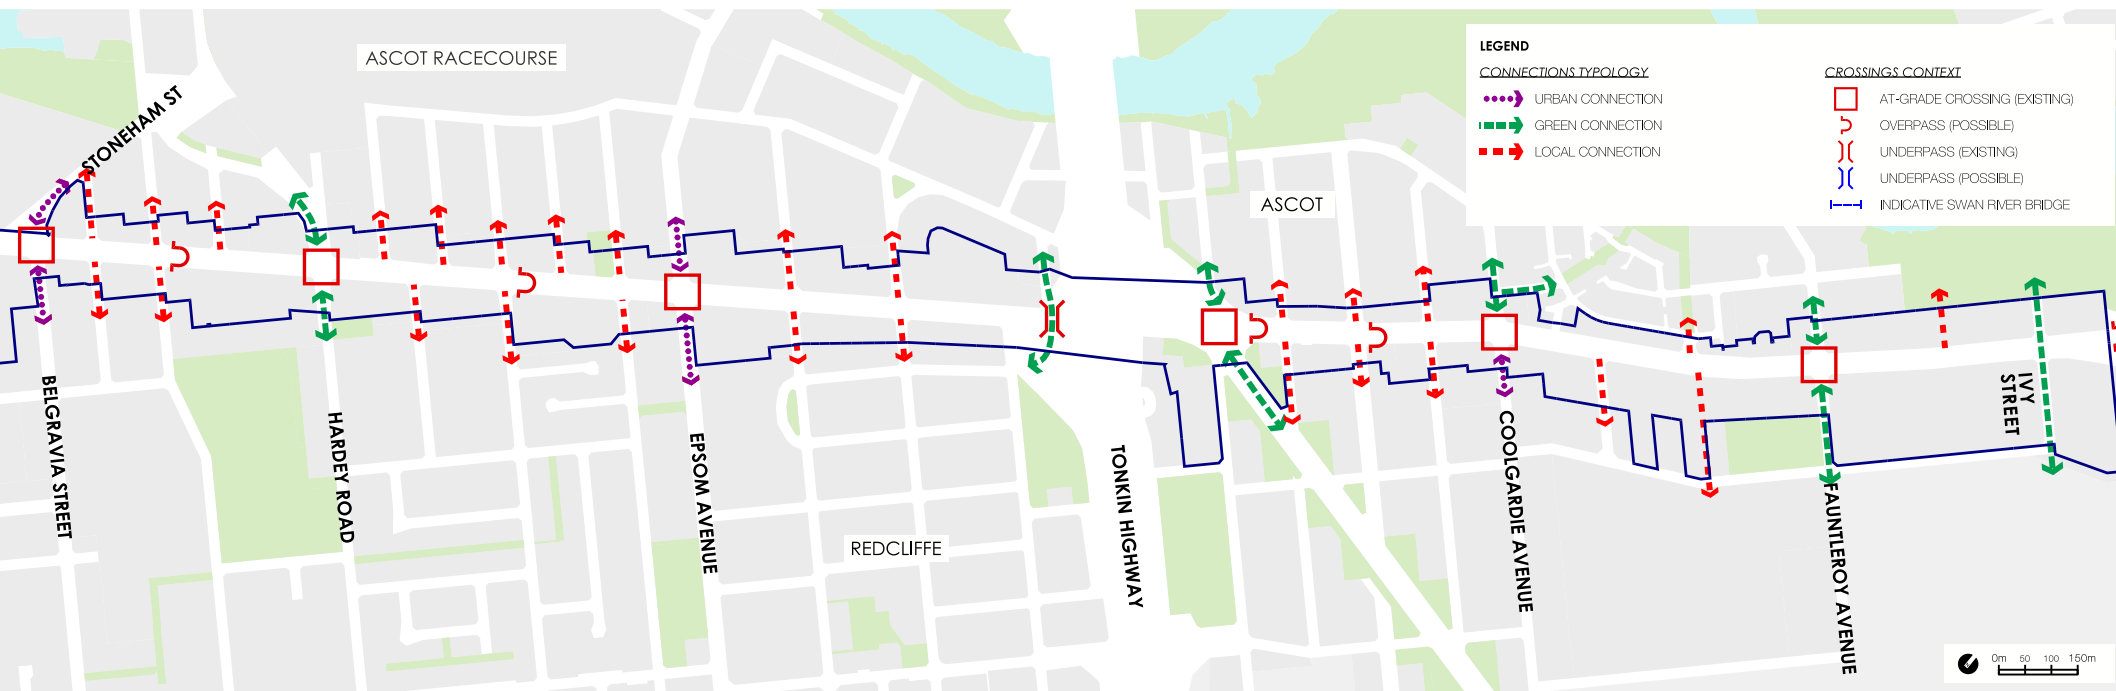 ASCOT RACECOURSE
STONEHAM ST
BELGRAVIA STREET
HARDEY ROAD
EPSOM AVENUE
REDCLIFFE
TONKIN HIGHWAY
ASCOT
COOLGARDIE AVENUE
FAUNTLEROY AVENUE
IVY
STREET
LEGEND
CONNECTIONS TYPOLOGY
URBAN CONNECTION
GREEN CONNECTION
LOCAL CONNECTION
CROSSINGS CONTEXT
AT-GRADE CROSSING (EXISTING)
OVERPASS (POSSIBLE)
UNDERPASS (EXISTING)
UNDERPASS (POSSIBLE)
INDICATIVE SWAN RIVER BRIDGE
0m 50 100 150m